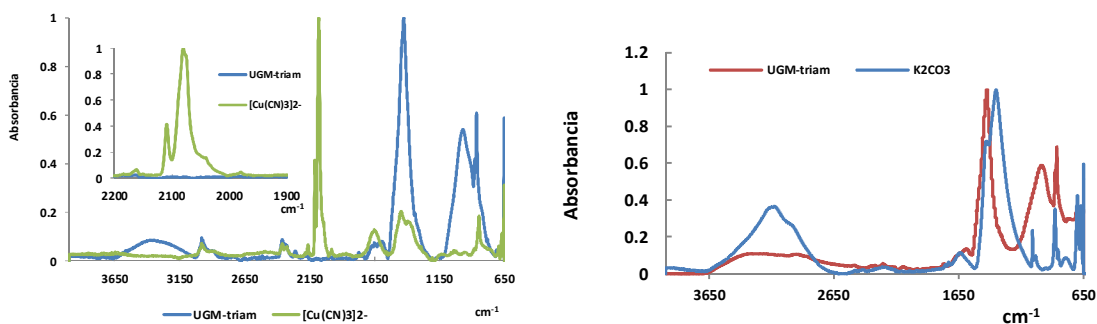 1
0.8
0.6
0.4
0.2
0
Absorbancia
1
0.8
0.6
0.4
0.2
0
UGM-triam
[Cu(CN)3]2-
2200 2100 2000 1900
cm-1
3650 3150 2650 2150 1650 1150 650
UGM-triam [Cu(CN)3]2- cm-1
1.2
1
0.8
0.6
0.4
0.2
0
Absorbancia
UGM-triam K2CO3
3650 2650 1650 650
cm-1